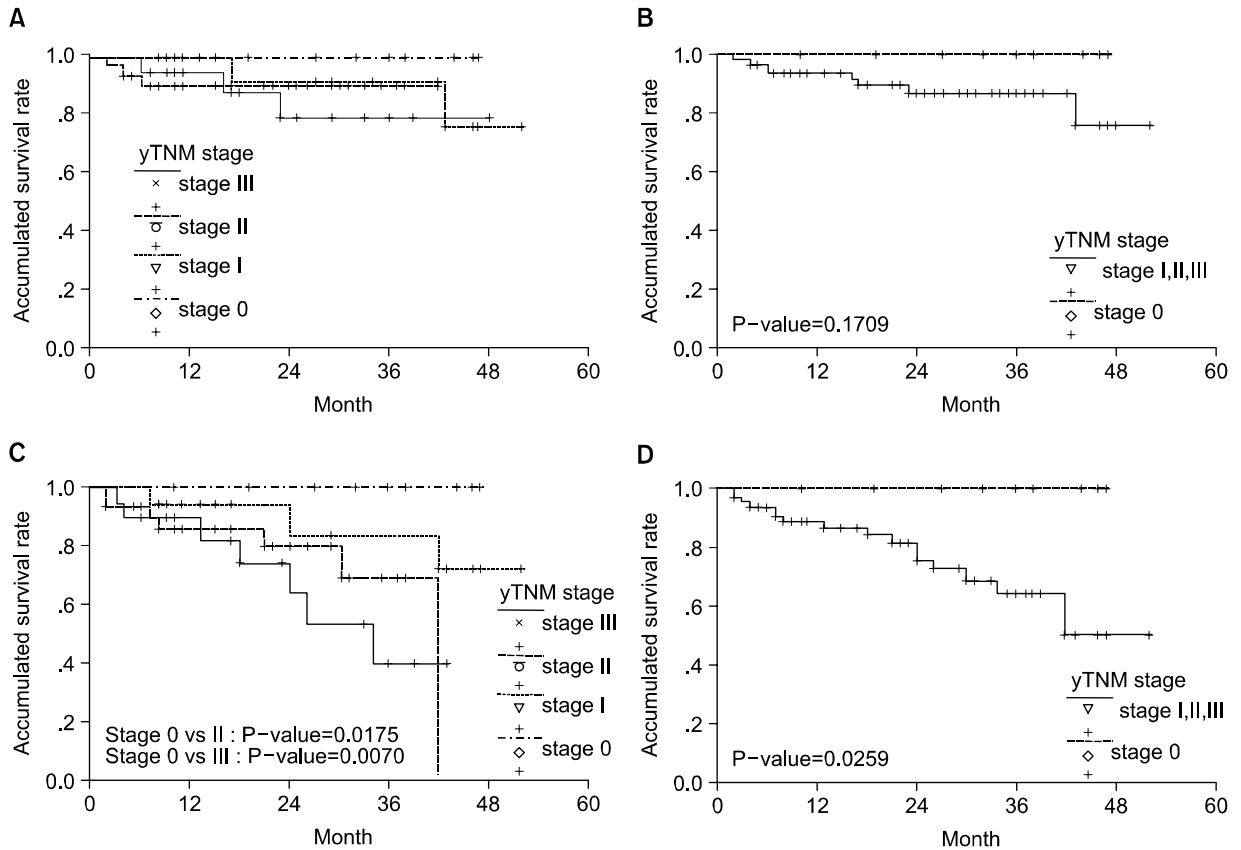 A
Accumulated survival rate
1.0
.8
.6
.4
.2
0.0
yTNM stage
stage III
stage II
stage I
stage 0
0 12 24 36 48 60
Month
B
Accumulated survival rate
1.0
.8
.6
.4
.2
0.0
yTNM stage
stage I,II,III
stage 0
P-value=0.1709
0 12 24 36 48 60
Month
C
Accumulated survival rate
1.0
.8
.6
.4
.2
0.0
yTNM stage
stage III
stage II
stage I
stage 0
Stage 0 vs II : P-value=0.0175
Stage 0 vs III : P-value=0.0070
0 12 24 36 48 60
Month
D
Accumulated survival rate
1.0
.8
.6
.4
.2
0.0
yTNM stage
stage I,II,III
stage 0
P-value=0.0259
0 12 24 36 48 60
Month